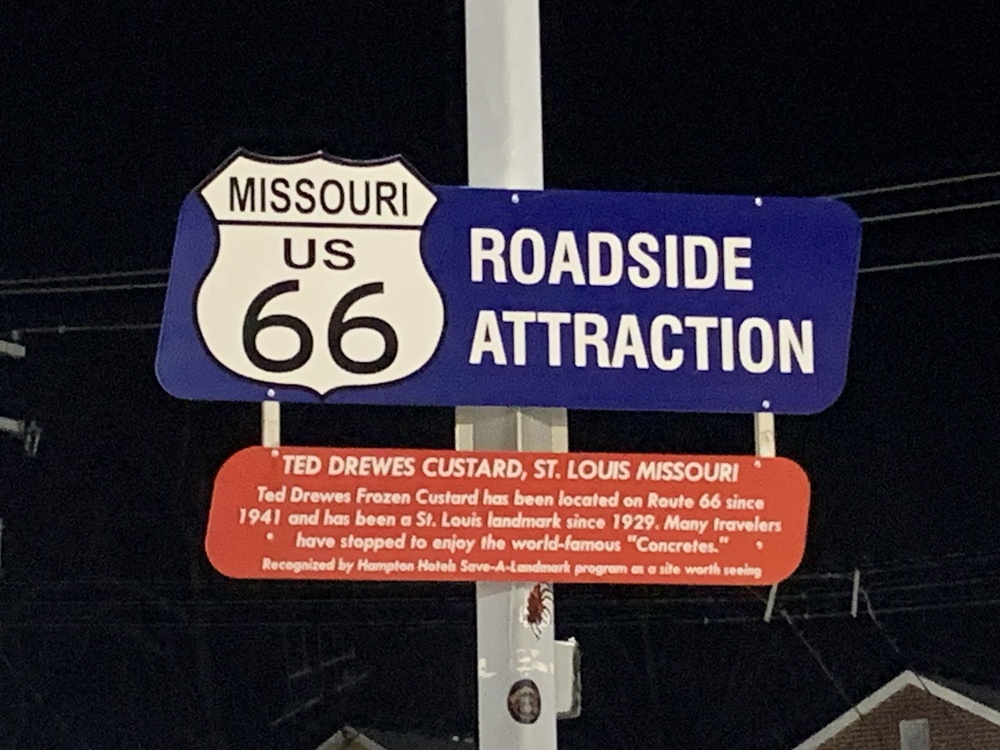 MISSOURI
US
66
ROADSIDE
ATTRACTION
TED DREWES CUSTARD, ST. LOUIS MISSOURI
Ted Drewes Frozen Custard has been located on Route 66 since
1941 and has been a St. Louis landmark since 1929. Many travelers
have stopped to enjoy the world-famous "Concretes."
Recognized by Hampton Hotels Save-A-Landmark program as a site worth seeing